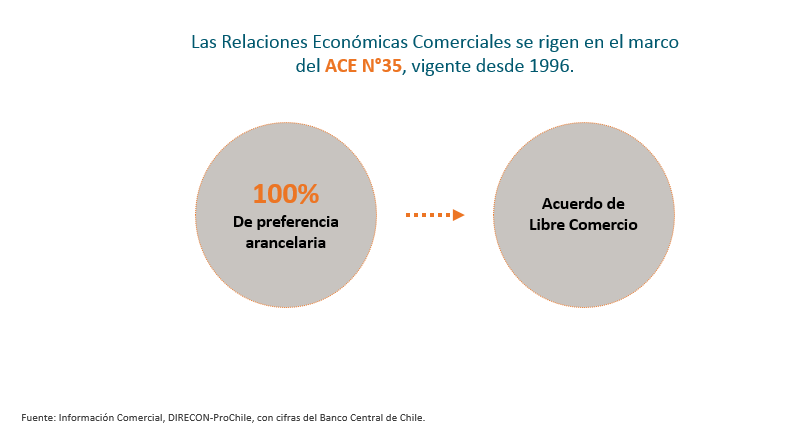 Las Relaciones Económicas Comerciales se rigen en el marco
del ACE N°35, vigente desde 1996.
100%
De preferencia
arancelaria
Acuerdo de
Libre Comercio
Fuente: Información Comercial, DIRECON-ProChile, con cifras del Banco Central de Chile.